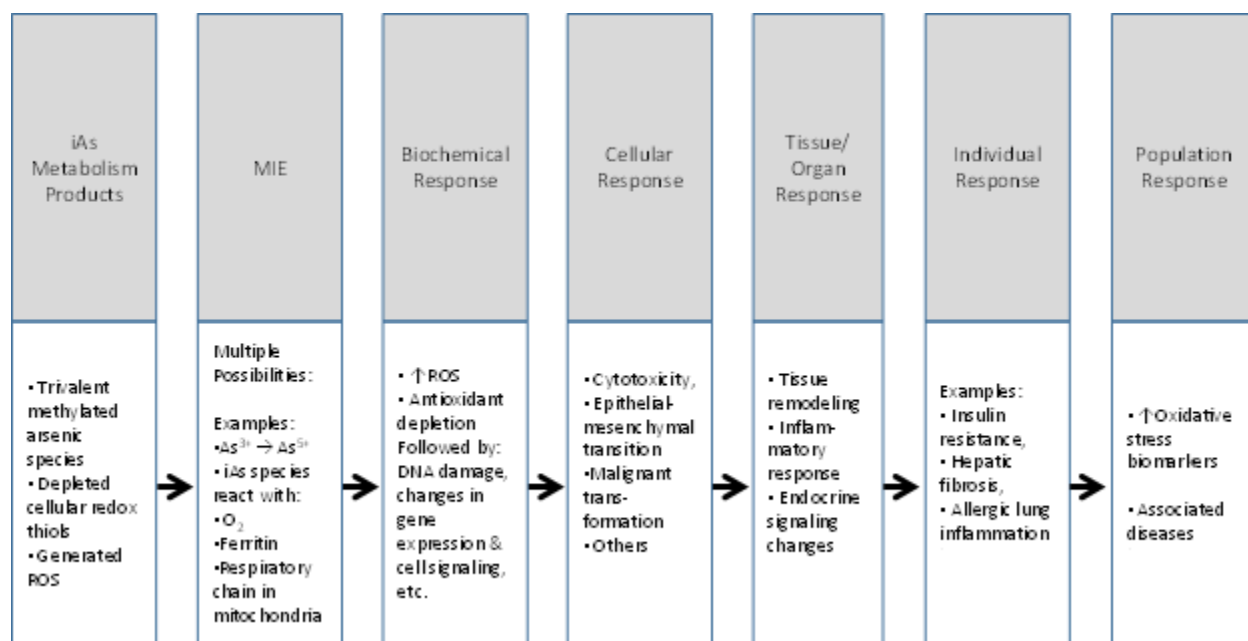 iAs
Metabolism
Products
MIE
Biochemical
Response
Cellular
Response
Tissue/
Organ
Response
Individual
Response
Population
Response
• Trivalent
methylated
arsenic
species
• Depleted
cellular redox
thiols
• Generated
ROS
Multiple
Possibilities:
Examples:
•As³⁺ → As⁵⁺
• iAs species
react with:
•O₂
•Ferritin
•Respiratory
chain in
mitochondria
• ↑ROS
• Antioxidant
depletion
Followed by:
DNA damage,
changes in
gene
expression &
cell signaling,
etc.
•Cytotoxicity,
•Epithelial-
mesenchymal
transition
•Malignant
trans-
formation
•Others
• Tissue
remodeling
• Inflam-
matory
response
• Endocrine
signaling
changes
Examples:
• Insulin
resistance,
• Hepatic
fibrosis,
• Allergic lung
inflammation
• ↑Oxidative
stress
biomarkers
• Associated
diseases